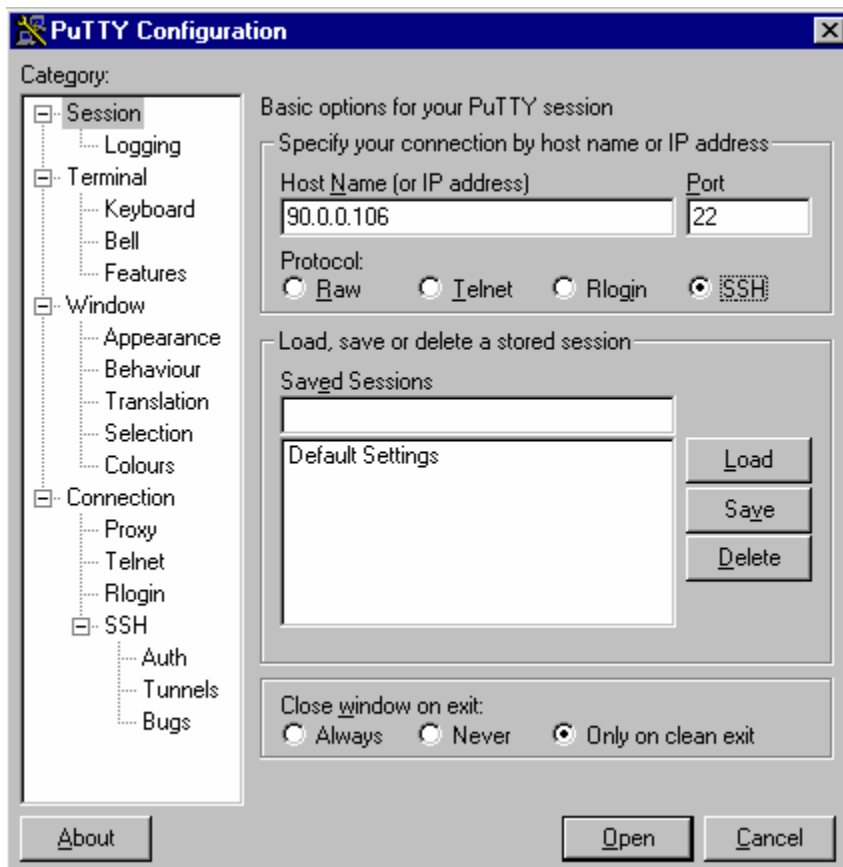 PuTTY Configuration
Category:
Session
Logging
Terminal
Keyboard
Bell
Features
Window
Appearance
Behaviour
Translation
Selection
Colours
Connection
Proxy
Telnet
Rlogin
SSH
Auth
Tunnels
Bugs
Basic options for your PuTTY session
Specify your connection by host name or IP address
Host Name (or IP address) Port
90.0.0.106 22
Protocol:
Raw Telnet Rlogin SSH
Load, save or delete a stored session
Saved Sessions
Default Settings
Load
Save
Delete
Close window on exit:
Always Never Only on clean exit
About Open Cancel